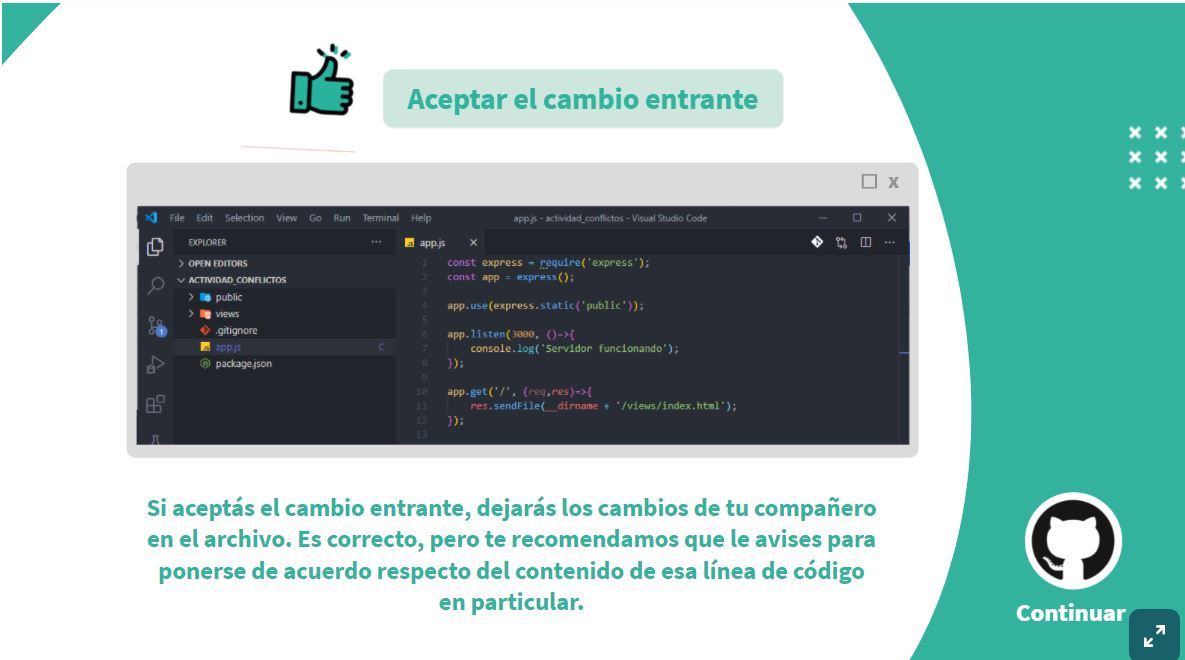 Aceptar el cambio entrante
x
File Edit Selection View Go Run Terminal Help app.js - actividad_conflictos - Visual Studio Code
EXPLORER
app.js
OPEN EDITORS
ACTIVIDAD_CONFLICTOS
public
views
.gitignore
app.js C
package.json
1
1 const express = require('express');
2 const app = express();
3
4 app.use(express.static('public'));
5
6 app.listen(3000, ()=>{
7 console.log('Servidor funcionando');
8 });
9
10 app.get('/', (req,res)=>{
11 res.sendFile(__dirname + '/views/index.html');
12 });
13
Si aceptás el cambio entrante, dejarás los cambios de tu compañero
en el archivo. Es correcto, pero te recomendamos que le avises para
ponerse de acuerdo respecto del contenido de esa línea de código
en particular.
Continuar